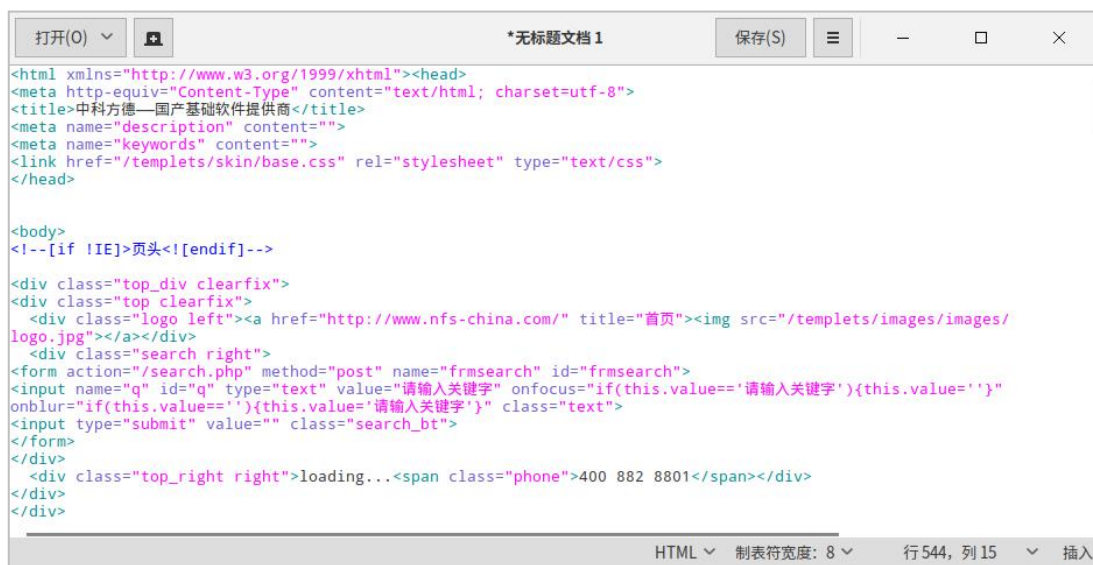 打开(O)
*无标题文档 1
保存(S)
<html xmlns="http://www.w3.org/1999/xhtml"><head>
<meta http-equiv="Content-Type" content="text/html; charset=utf-8">
<title>中科方德——国产基础软件提供商</title>
<meta name="description" content="">
<meta name="keywords" content="">
<link href="/templets/skin/base.css" rel="stylesheet" type="text/css">
</head>
<body>
<!--[if !IE]>页头<![endif]-->
<div class="top_div clearfix">
<div class="top clearfix">
  <div class="logo left"><a href="http://www.nfs-china.com/" title="首页"><img src="/templets/images/images/
logo.jpg"></a></div>
  <div class="search right">
<form action="/search.php" method="post" name="frmsearch" id="frmsearch">
<input name="q" id="q" type="text" value="请输入关键字" onfocus="if(this.value=='请输入关键字'){this.value=''}"
onblur="if(this.value==''){this.value='请输入关键字'}" class="text">
<input type="submit" value="" class="search_bt">
</form>
</div>
  <div class="top_right right">loading...<span class="phone">400 882 8801</span></div>
</div>
</div>
HTML 制表符宽度：8 行 544，列 15 插入